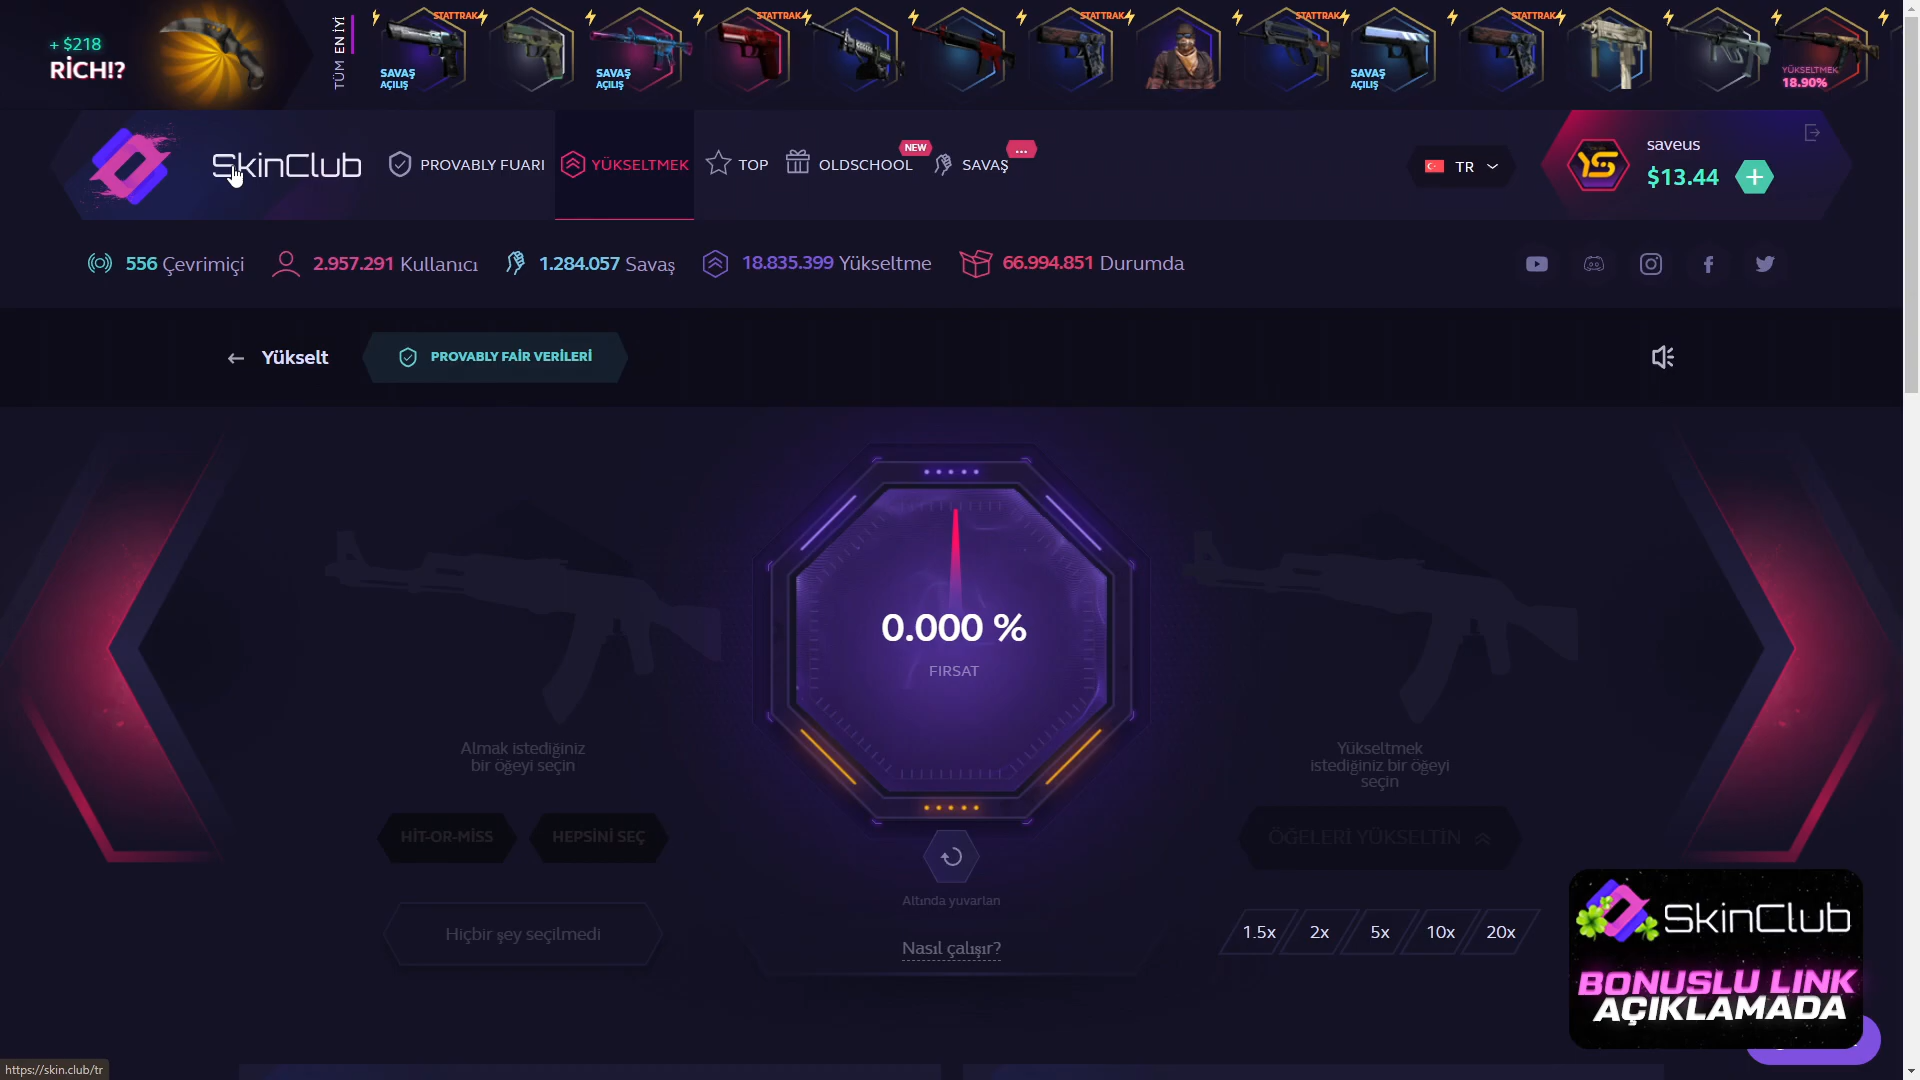 + $218
RİCH!?
TÜM EN İYİ
STATTRAK
SAVAŞ
AÇILIŞ
SAVAŞ
AÇILIŞ
STATTRAK
STATTRAK
STATTRAK
SAVAŞ
AÇILIŞ
STATTRAK
YÜKSELTMEK
18.90%
SkinClub
PROVABLY FUARI
YÜKSELTMEK
TOP
OLDSCHOOL
NEW
SAVAŞ
...
TR
saveus
$13.44
556 Çevrimiçi
2.957.291 Kullanıcı
1.284.057 Savaş
18.835.399 Yükseltme
66.994.851 Durumda
Yükselt
PROVABLY FAİR VERİLERİ
0.000 %
FIRSAT
Almak istediğiniz
bir öğeyi seçin
Yükseltmek
istediğiniz bir öğeyi
seçin
HİT-OR-MİSS
HEPSİNİ SEÇ
ÖĞELERİ YÜKSELTİN
Altında yuvarlan
Hiçbir şey seçilmedi
Nasıl çalışır?
1.5x
2x
5x
10x
20x
SkinClub
BONUSLU LINK
AÇIKLAMADA
https://skin.club/tr